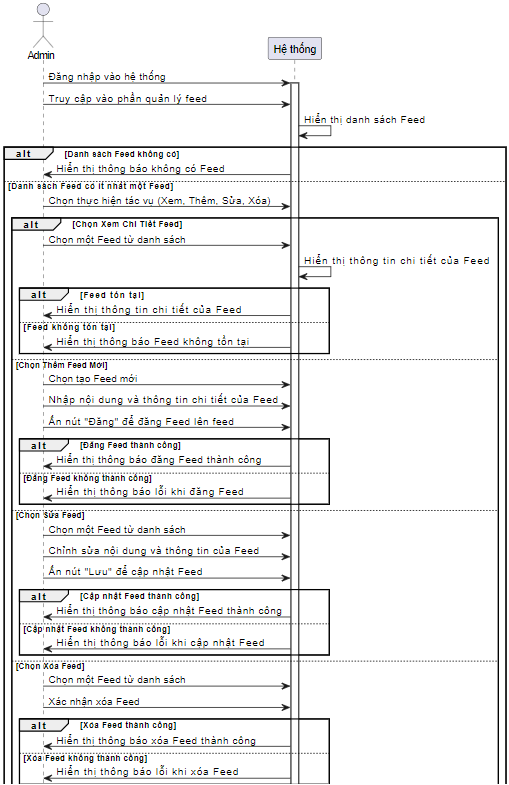 Admin
Hệ thống
Đăng nhập vào hệ thống
Truy cập vào phần quản lý feed
Hiển thị danh sách Feed
alt [Danh sách Feed không có]
Hiển thị thông báo không có Feed
[Danh sách Feed có ít nhất một Feed]
Chọn thực hiện tác vụ (Xem, Thêm, Sửa, Xóa)
alt [Chọn Xem Chi Tiết Feed]
Chọn một Feed từ danh sách
Hiển thị thông tin chi tiết của Feed
alt [Feed tồn tại]
Hiển thị thông tin chi tiết của Feed
[Feed không tồn tại]
Hiển thị thông báo Feed không tồn tại
[Chọn Thêm Feed Mới]
Chọn tạo Feed mới
Nhập nội dung và thông tin chi tiết của Feed
Ấn nút "Đăng" để đăng Feed lên feed
alt [Đăng Feed thành công]
Hiển thị thông báo đăng Feed thành công
[Đăng Feed không thành công]
Hiển thị thông báo lỗi khi đăng Feed
[Chọn Sửa Feed]
Chọn một Feed từ danh sách
Chỉnh sửa nội dung và thông tin của Feed
Ấn nút "Lưu" để cập nhật Feed
alt [Cập nhật Feed thành công]
Hiển thị thông báo cập nhật Feed thành công
[Cập nhật Feed không thành công]
Hiển thị thông báo lỗi khi cập nhật Feed
[Chọn Xóa Feed]
Chọn một Feed từ danh sách
Xác nhận xóa Feed
alt [Xóa Feed thành công]
Hiển thị thông báo xóa Feed thành công
[Xóa Feed không thành công]
Hiển thị thông báo lỗi khi xóa Feed